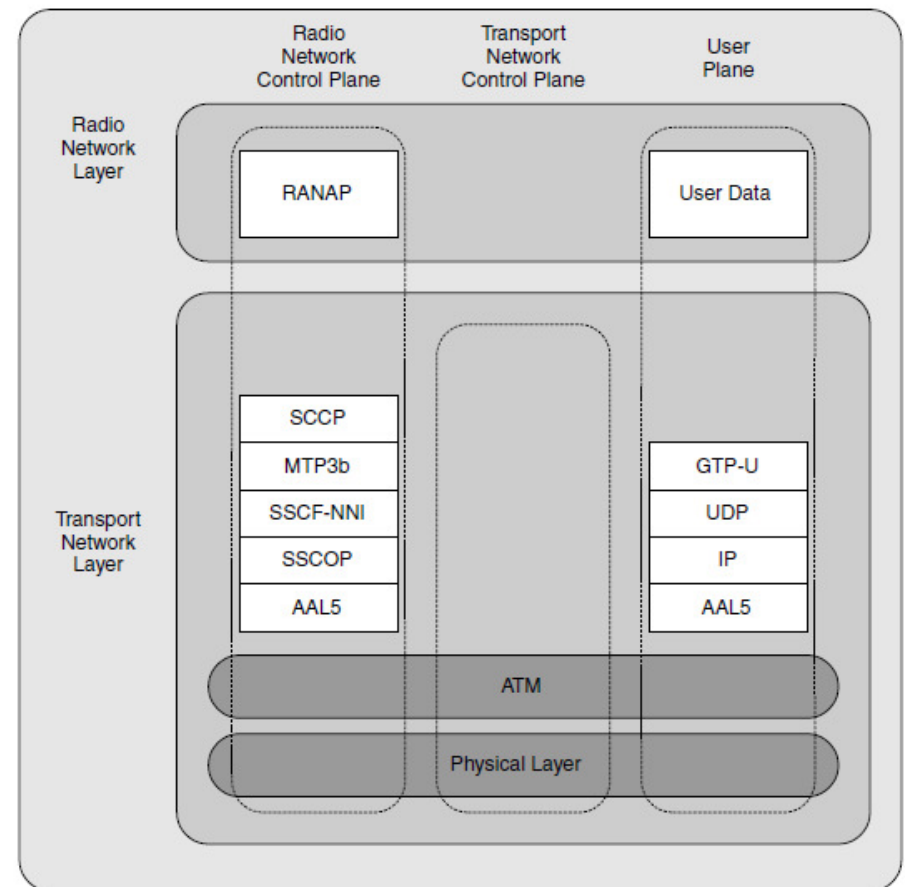 Radio
Network
Control Plane
Transport
Network
Control Plane
User
Plane
Radio
Network
Layer
RANAP
User Data
Transport
Network
Layer
SCCP
MTP3b
SSCF-NNI
SSCOP
AAL5
GTP-U
UDP
IP
AAL5
ATM
Physical Layer